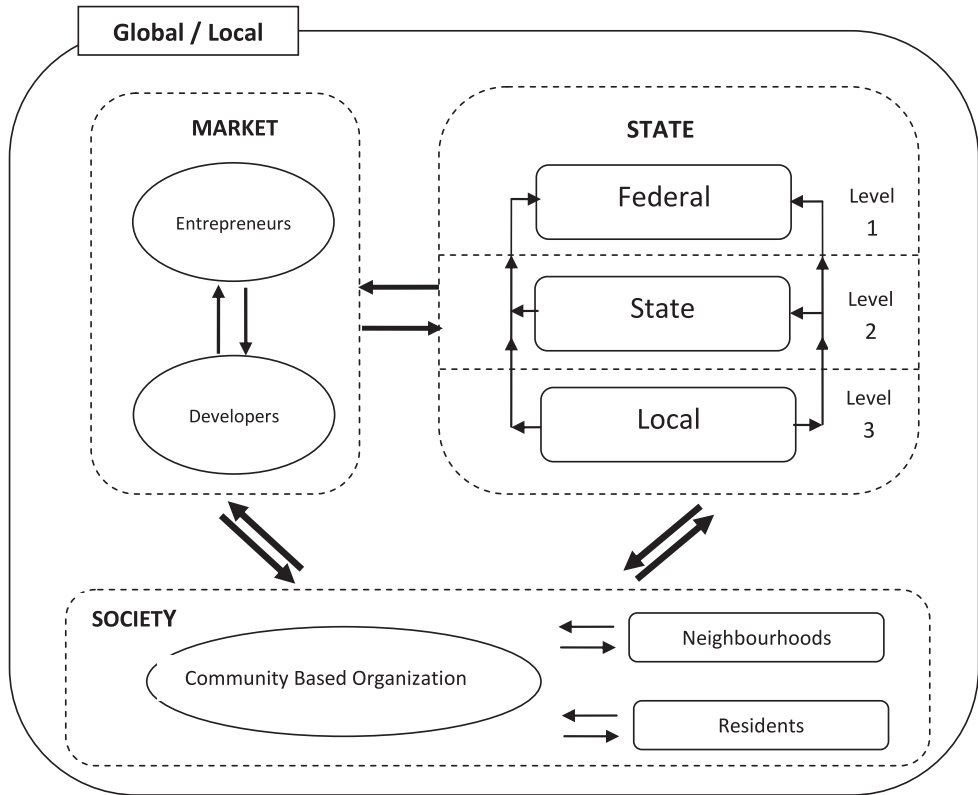 Global / Local
MARKET
Entrepreneurs
Developers
STATE
Federal
Level
1
State
Level
2
Local
Level
3
SOCIETY
Community Based Organization
Neighbourhoods
Residents